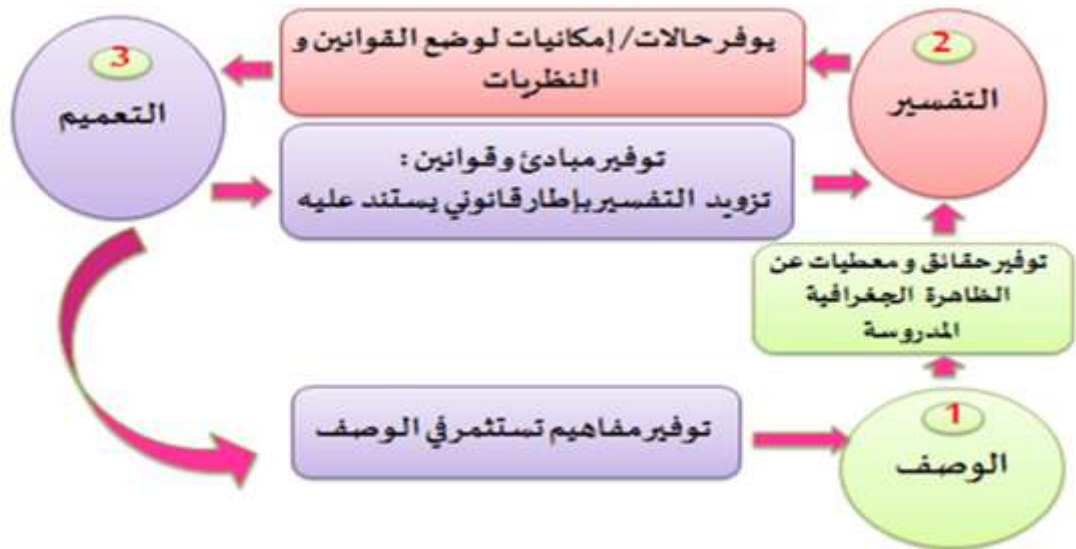 3
التعميم
يوفر حالات/إمكانيات لوضع القوانين و
النظريات
2
التفسير
توفير مبادئ وقوانين :
تزويد التفسير بإطار قانوني يستند عليه
توفير حقائق و معطيات عن
الظاهرة الجغرافية
المدروسة
توفير مفاهيم تستثمر في الوصف
1
الوصف